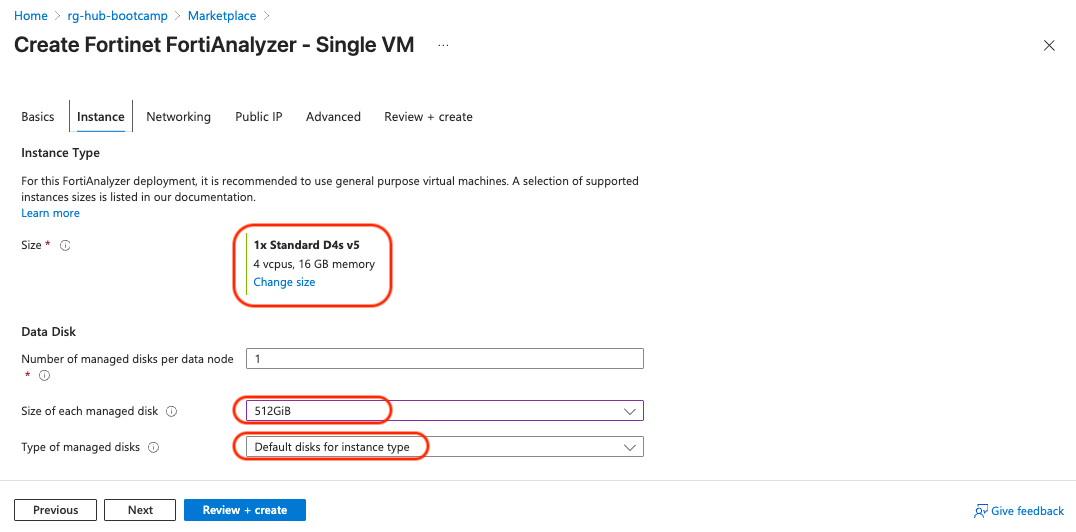 Home > rg-hub-bootcamp > Marketplace >
Create Fortinet FortiAnalyzer - Single VM ...
Basics Instance Networking Public IP Advanced Review + create
Instance Type
For this FortiAnalyzer deployment, it is recommended to use general purpose virtual machines. A selection of supported
instances sizes is listed in our documentation.
Learn more
Size *
1x Standard D4s v5
4 vcpus, 16 GB memory
Change size
Data Disk
Number of managed disks per data node
*
1
Size of each managed disk
512GiB
Type of managed disks
Default disks for instance type
Previous Next Review + create Give feedback